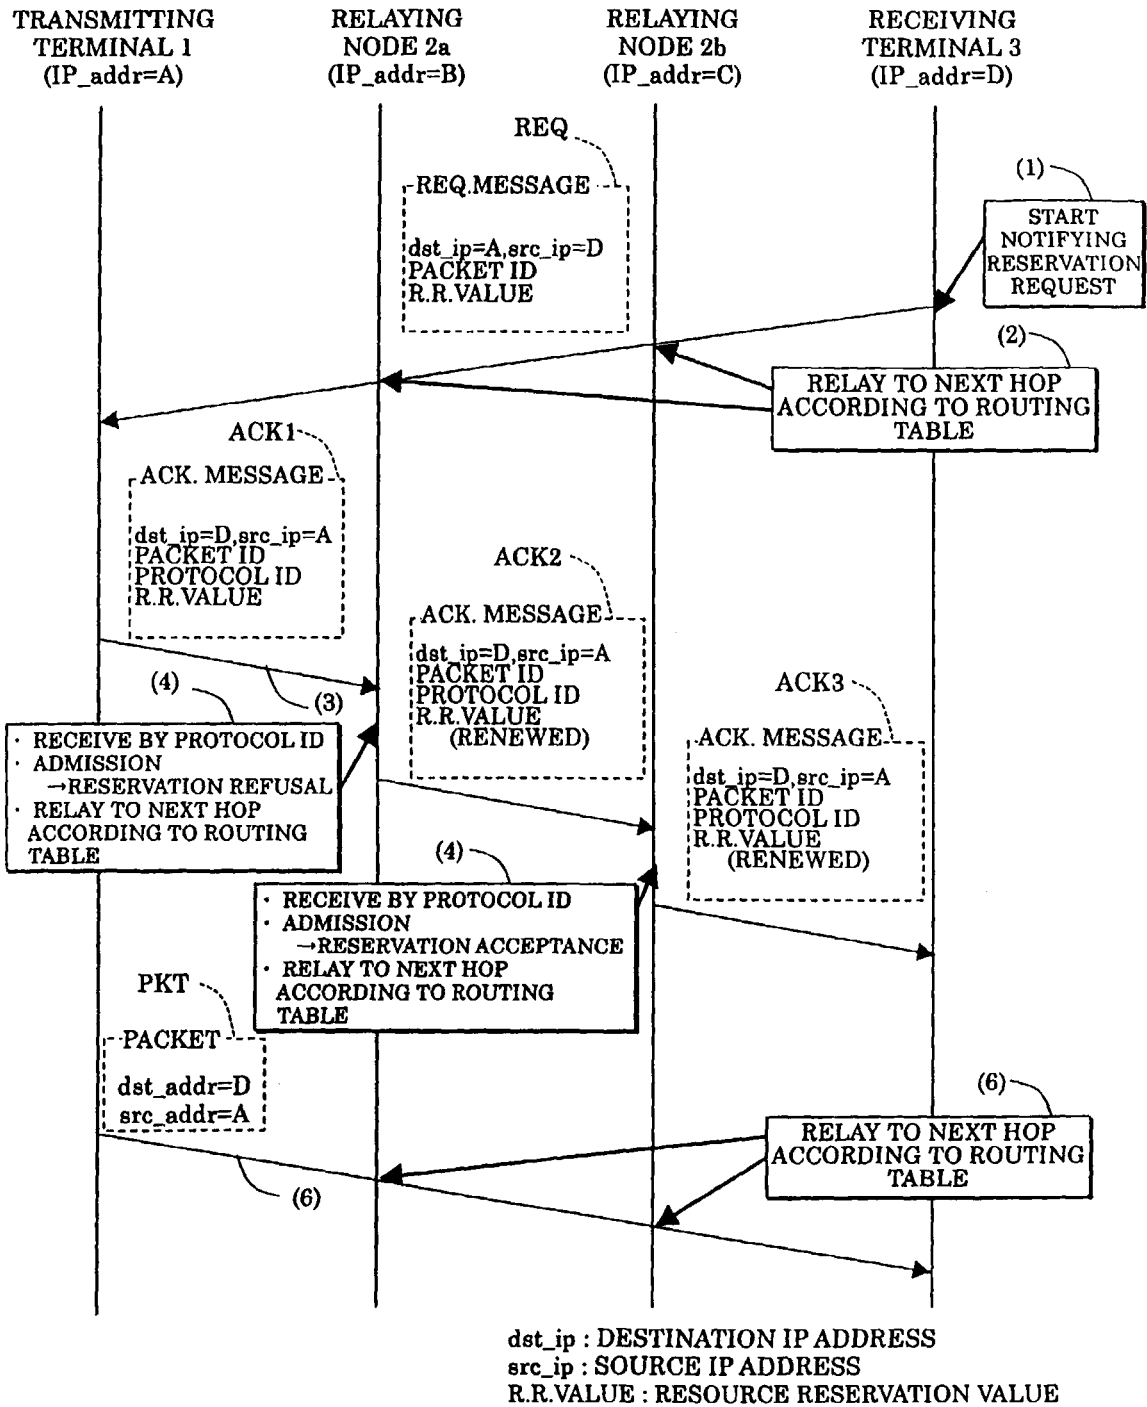 TRANSMITTING
TERMINAL 1
(IP_addr=A)
RELAYING
NODE 2a
(IP_addr=B)
RELAYING
NODE 2b
(IP_addr=C)
RECEIVING
TERMINAL 3
(IP_addr=D)
REQ
REQ.MESSAGE
dst_ip=A,src_ip=D
PACKET ID
R.R.VALUE
(1)
START
NOTIFYING
RESERVATION
REQUEST
(2)
RELAY TO NEXT HOP
ACCORDING TO ROUTING
TABLE
ACK1
ACK. MESSAGE
dst_ip=D,src_ip=A
PACKET ID
PROTOCOL ID
R.R.VALUE
ACK2
ACK. MESSAGE
dst_ip=D,src_ip=A
PACKET ID
PROTOCOL ID
R.R.VALUE
(RENEWED)
(3)
(4)
· RECEIVE BY PROTOCOL ID
· ADMISSION
→RESERVATION REFUSAL
· RELAY TO NEXT HOP
ACCORDING TO ROUTING
TABLE
ACK3
ACK. MESSAGE
dst_ip=D,src_ip=A
PACKET ID
PROTOCOL ID
R.R.VALUE
(RENEWED)
(4)
· RECEIVE BY PROTOCOL ID
· ADMISSION
→RESERVATION ACCEPTANCE
· RELAY TO NEXT HOP
ACCORDING TO ROUTING
TABLE
PKT
PACKET
dst_addr=D
src_addr=A
(6)
(6)
RELAY TO NEXT HOP
ACCORDING TO ROUTING
TABLE
dst_ip : DESTINATION IP ADDRESS
src_ip : SOURCE IP ADDRESS
R.R.VALUE : RESOURCE RESERVATION VALUE